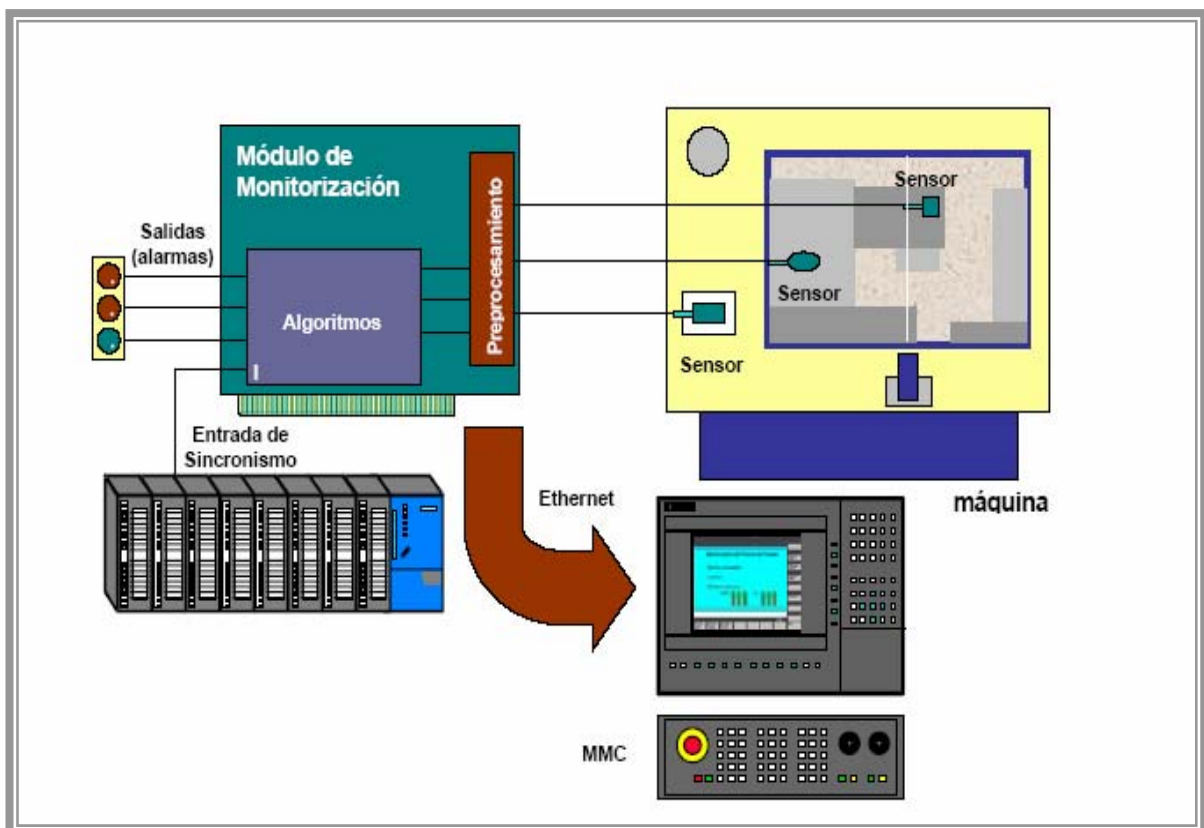 Módulo de
Monitorización
Preprocesamiento
Salidas
(alarmas)
Algoritmos
I
Sensor
Sensor
Sensor
Entrada de
Sincronismo
Ethernet
máquina
MMC